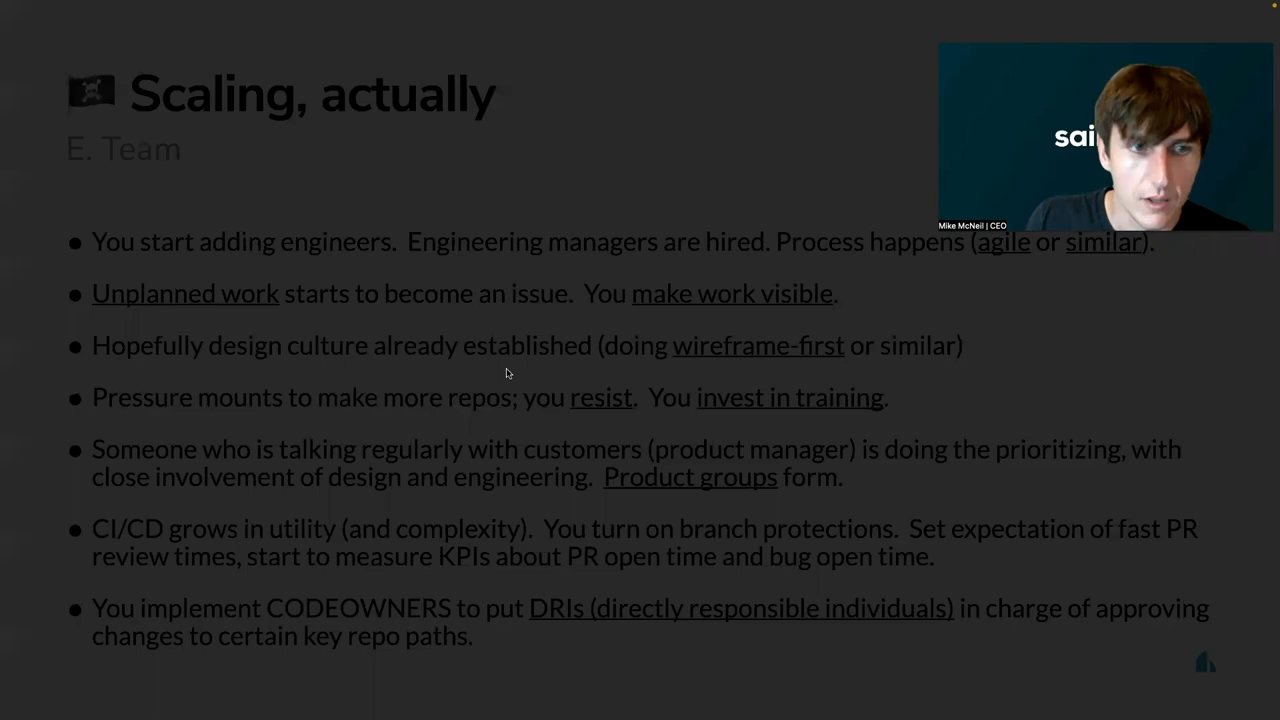 🏴‍☠️ Scaling, actually
E. Team
sai
Mike McNeil | CEO
● You start adding engineers. Engineering managers are hired. Process happens (agile or similar).
● Unplanned work starts to become an issue. You make work visible.
● Hopefully design culture already established (doing wireframe-first or similar)
● Pressure mounts to make more repos; you resist. You invest in training.
● Someone who is talking regularly with customers (product manager) is doing the prioritizing, with
close involvement of design and engineering. Product groups form.
● CI/CD grows in utility (and complexity). You turn on branch protections. Set expectation of fast PR
review times, start to measure KPIs about PR open time and bug open time.
● You implement CODEOWNERS to put DRIs (directly responsible individuals) in charge of approving
changes to certain key repo paths.